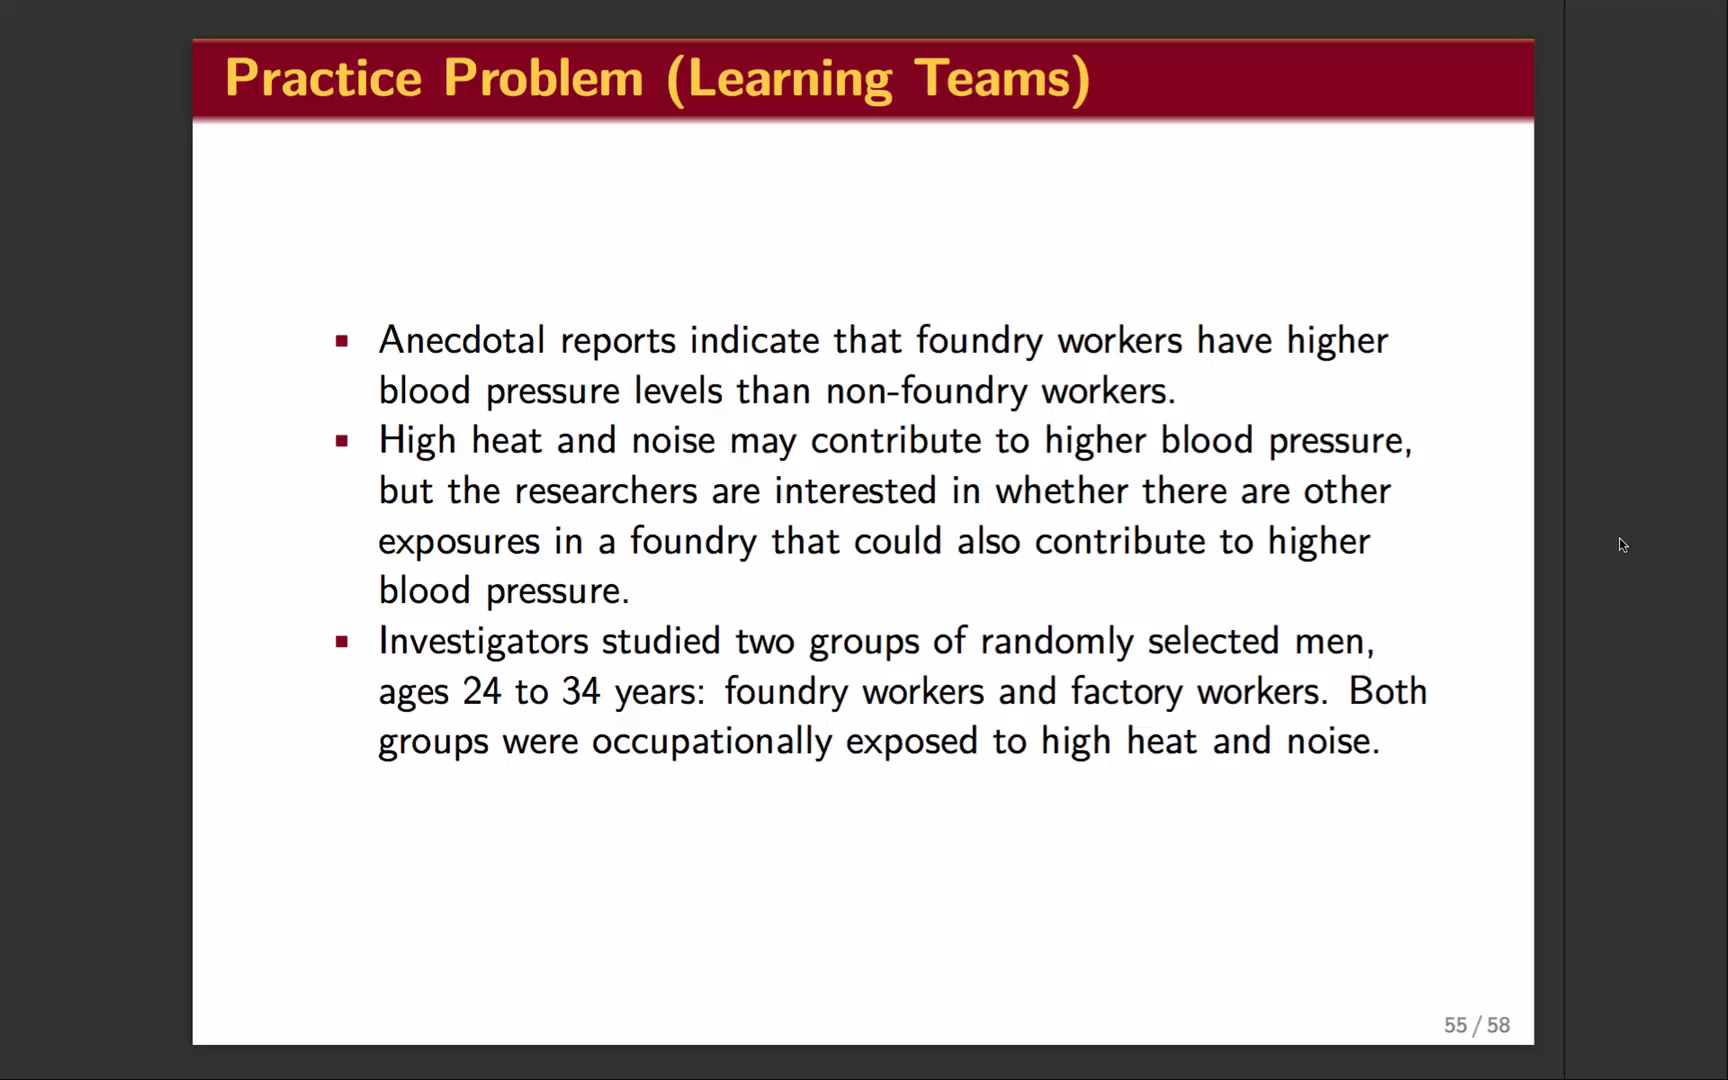 Practice Problem (Learning Teams)
Anecdotal reports indicate that foundry workers have higher
blood pressure levels than non-foundry workers.
High heat and noise may contribute to higher blood pressure,
but the researchers are interested in whether there are other
exposures in a foundry that could also contribute to higher
blood pressure.
Investigators studied two groups of randomly selected men,
ages 24 to 34 years: foundry workers and factory workers. Both
groups were occupationally exposed to high heat and noise.
55 / 58